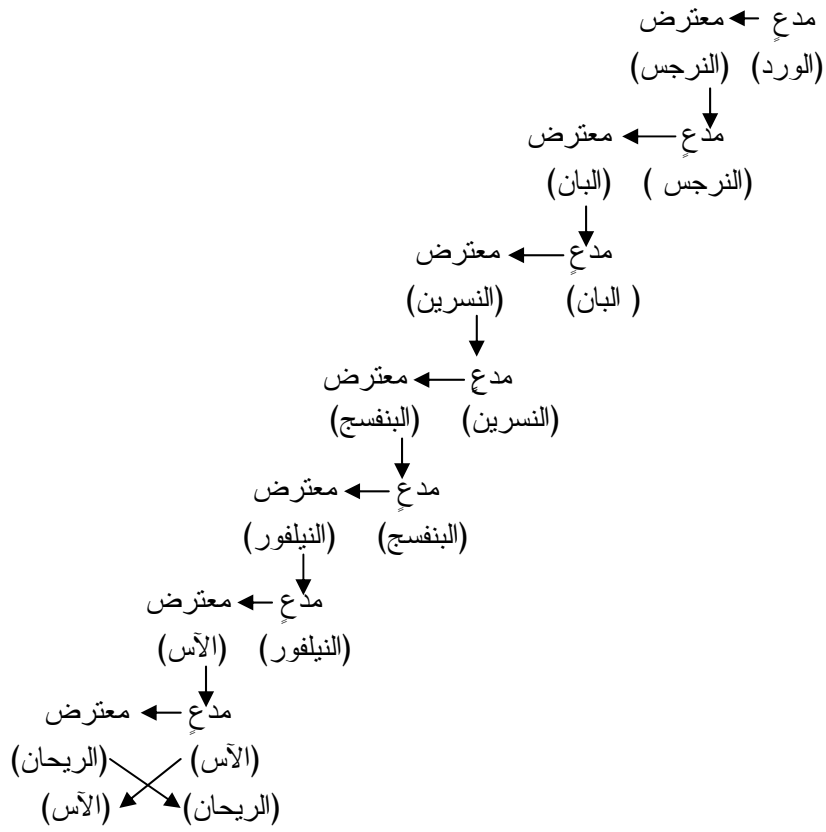 مدعٍ معترض
(الورد) (النرجس)
مدعٍ معترض
(النرجس ) (البان)
مدعٍ معترض
( البان) (النسرين)
مدعٍ معترض
(النسرين) (البنفسج)
مدعٍ معترض
(البنفسج) (النيلفور)
مدعٍ معترض
(النيلفور) (الآس)
مدعٍ معترض
(الآس) (الريحان)
(الريحان) (الآس)